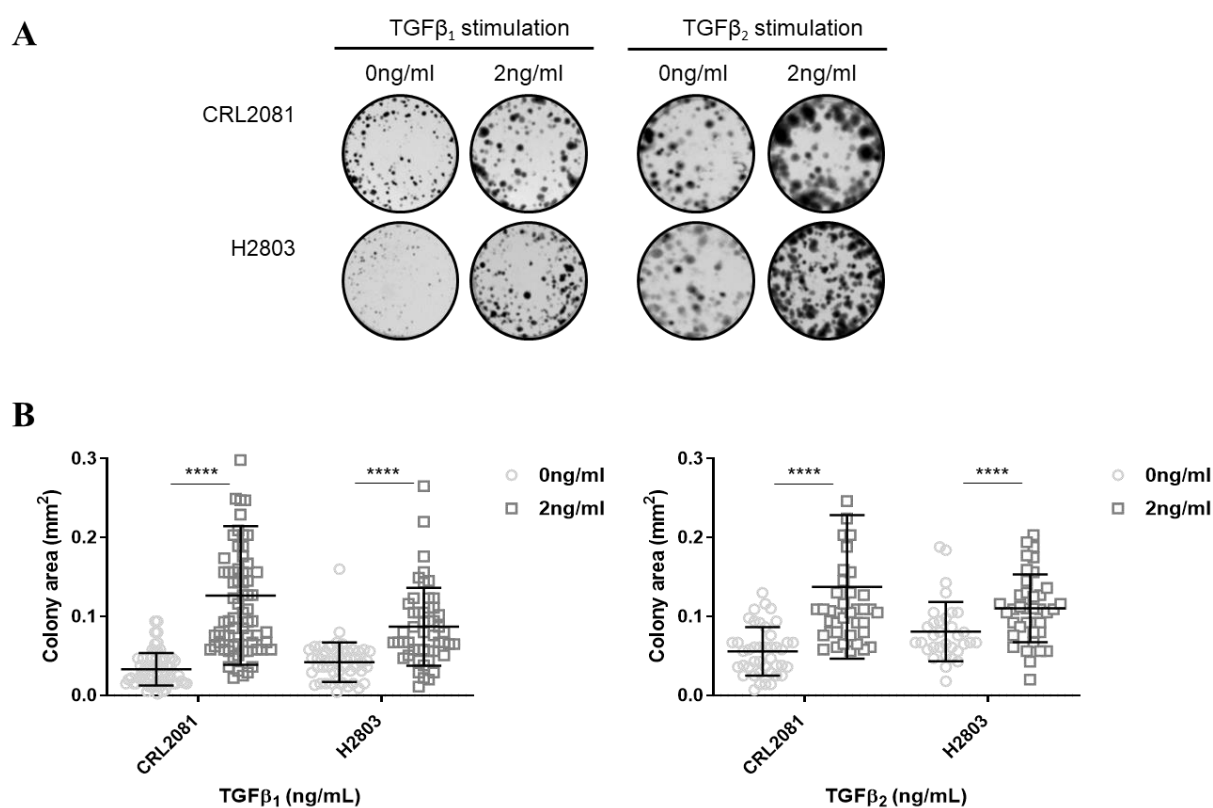 A
TGFβ₁ stimulation
TGFβ₂ stimulation
0ng/ml 2ng/ml 0ng/ml 2ng/ml
CRL2081
H2803
B
0.3
0.2
0.1
0.0
Colony area (mm²)
****
****
0ng/ml
2ng/ml
CRL2081
H2803
TGFβ₁ (ng/mL)
0.3
0.2
0.1
0.0
Colony area (mm²)
****
****
0ng/ml
2ng/ml
CRL2081
H2803
TGFβ₂ (ng/mL)